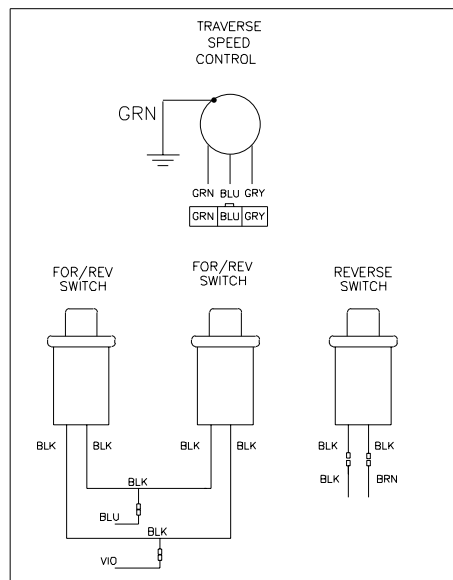 TRAVERSE
SPEED
CONTROL
GRN
GRN BLU GRY
GRN BLU GRY
FOR/REV
SWITCH
FOR/REV
SWITCH
REVERSE
SWITCH
BLK BLK BLK BLK BLK BLK
BLK BLK BRN
BLU
BLK
VIO